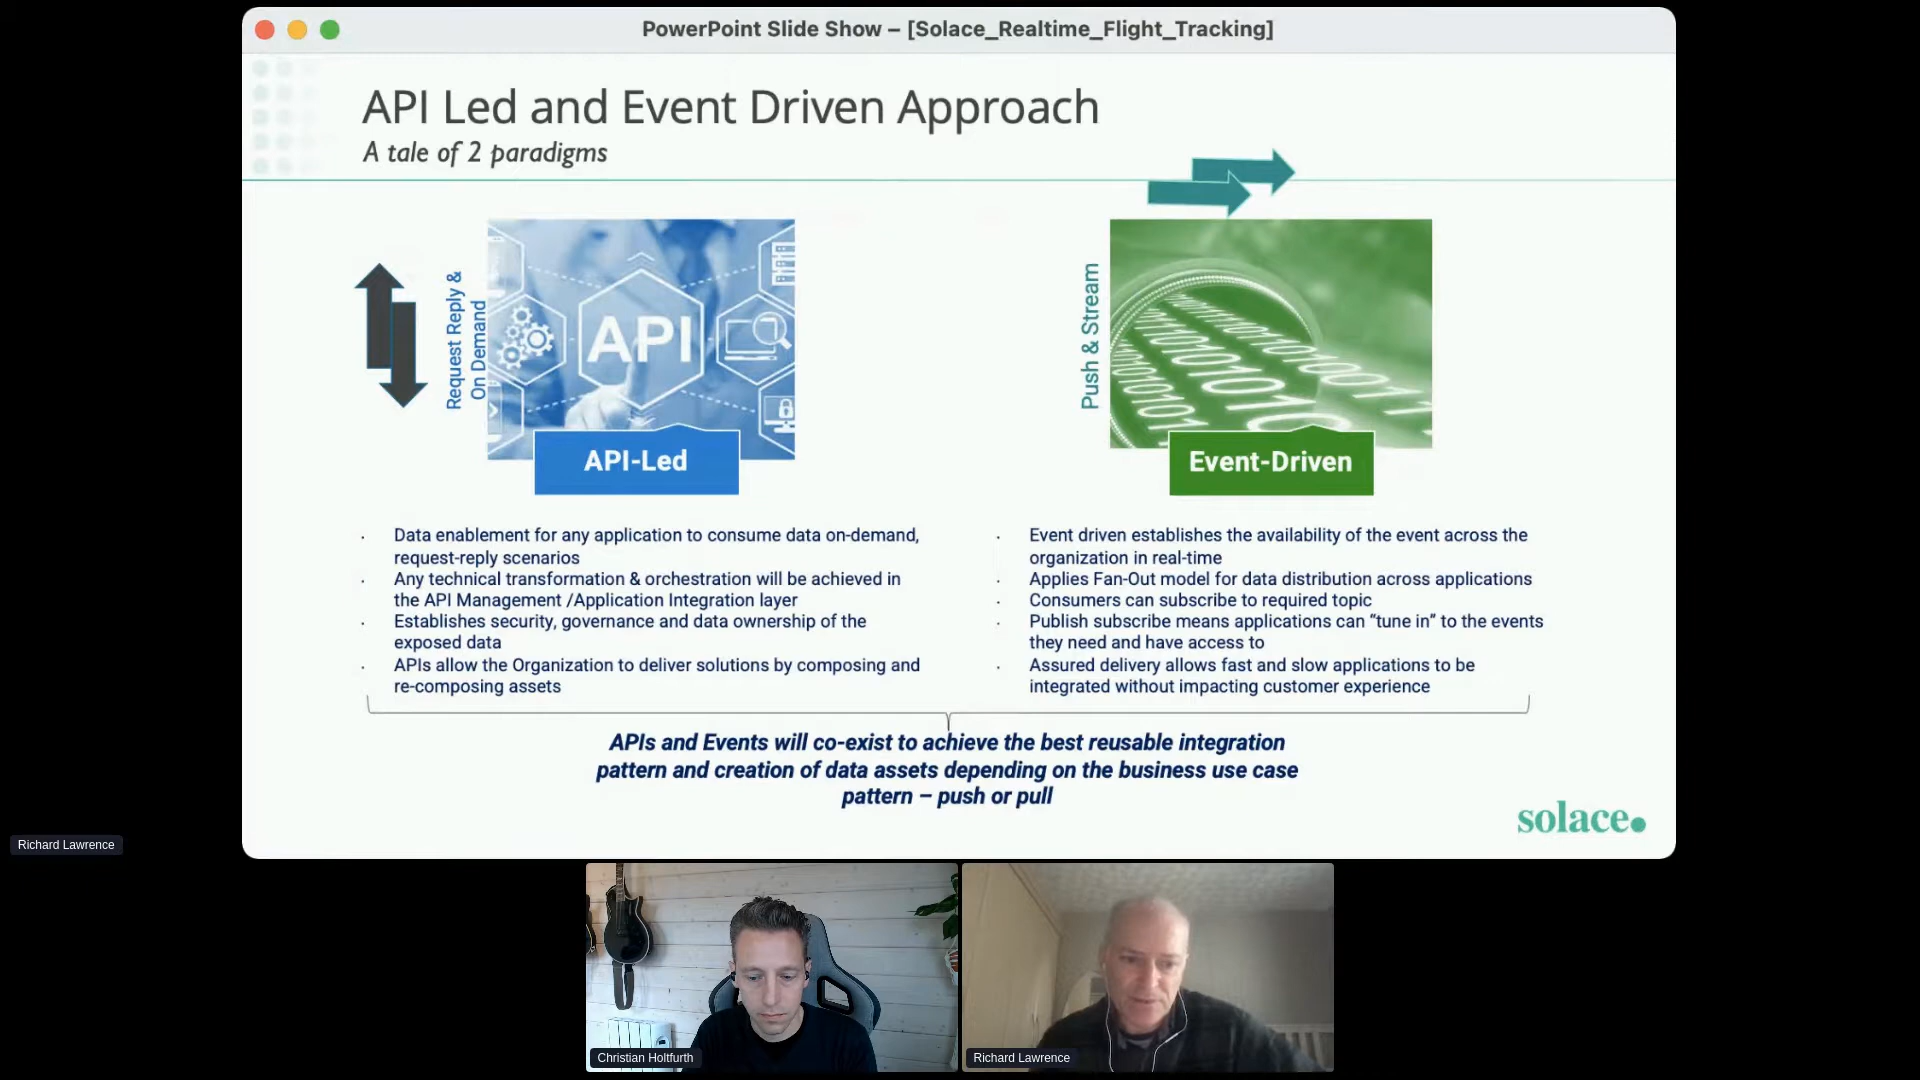 PowerPoint Slide Show – [Solace_Realtime_Flight_Tracking]
API Led and Event Driven Approach
A tale of 2 paradigms
Request Reply &
On Demand
API
API-Led
Push & Stream
Event-Driven
· Data enablement for any application to consume data on-demand,
request-reply scenarios
· Any technical transformation & orchestration will be achieved in
the API Management /Application Integration layer
· Establishes security, governance and data ownership of the
exposed data
· APIs allow the Organization to deliver solutions by composing and
re-composing assets
· Event driven establishes the availability of the event across the
organization in real-time
· Applies Fan-Out model for data distribution across applications
· Consumers can subscribe to required topic
· Publish subscribe means applications can “tune in” to the events
they need and have access to
· Assured delivery allows fast and slow applications to be
integrated without impacting customer experience
APIs and Events will co-exist to achieve the best reusable integration
pattern and creation of data assets depending on the business use case
pattern – push or pull
solace.
Richard Lawrence
Christian Holtfurth
Richard Lawrence